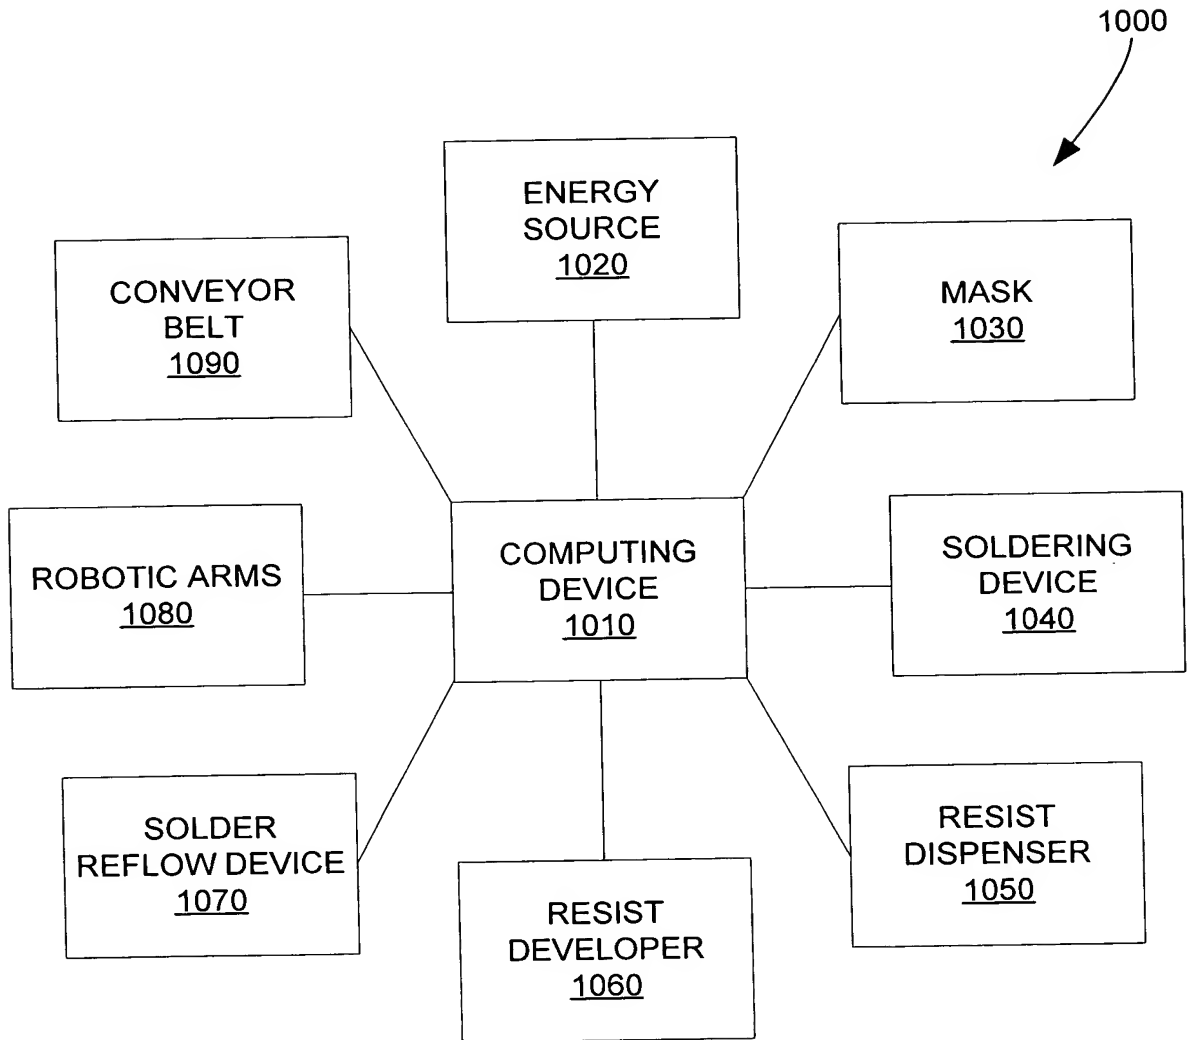 1000
ENERGY
SOURCE
1020
CONVEYOR
BELT
1090
MASK
1030
ROBOTIC ARMS
1080
COMPUTING
DEVICE
1010
SOLDERING
DEVICE
1040
SOLDER
REFLOW DEVICE
1070
RESIST
DEVELOPER
1060
RESIST
DISPENSER
1050